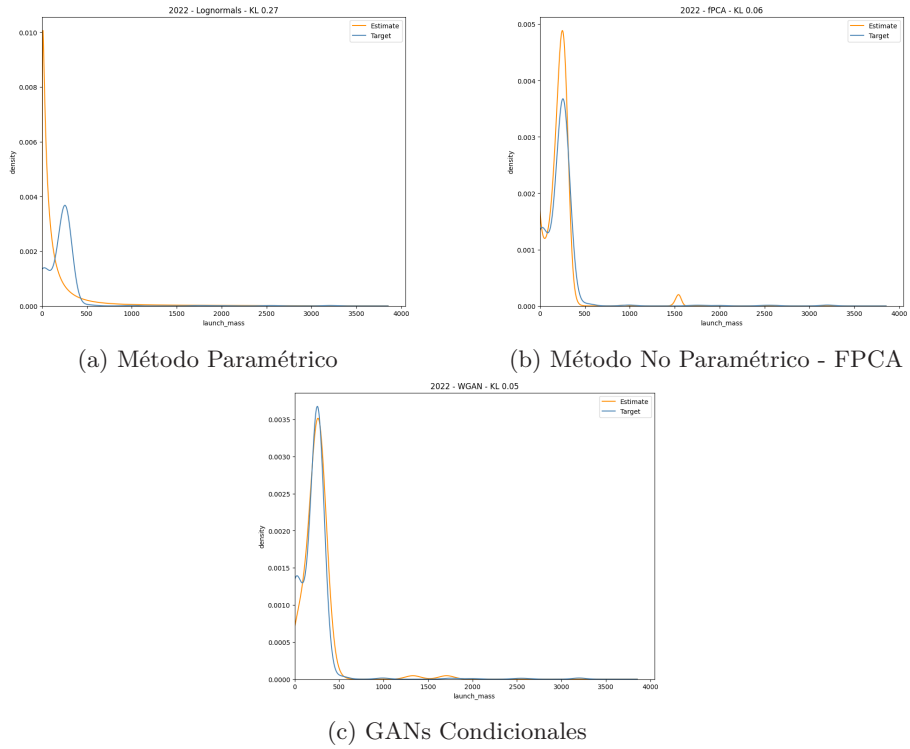 2022 - Lognormals - KL 0.27
Estimate
Target
0.010
0.008
0.006
0.004
0.002
0.000
density
0
500
1000
1500
2000
2500
3000
3500
4000
launch_mass
(a) Método Paramétrico
2022 - fPCA - KL 0.06
Estimate
Target
0.005
0.004
0.003
0.002
0.001
0.000
density
0
500
1000
1500
2000
2500
3000
3500
4000
launch_mass
(b) Método No Paramétrico - FPCA
2022 - WGAN - KL 0.05
Estimate
Target
0.0035
0.0030
0.0025
0.0020
0.0015
0.0010
0.0005
0.0000
density
0
500
1000
1500
2000
2500
3000
3500
4000
launch_mass
(c) GANs Condicionales